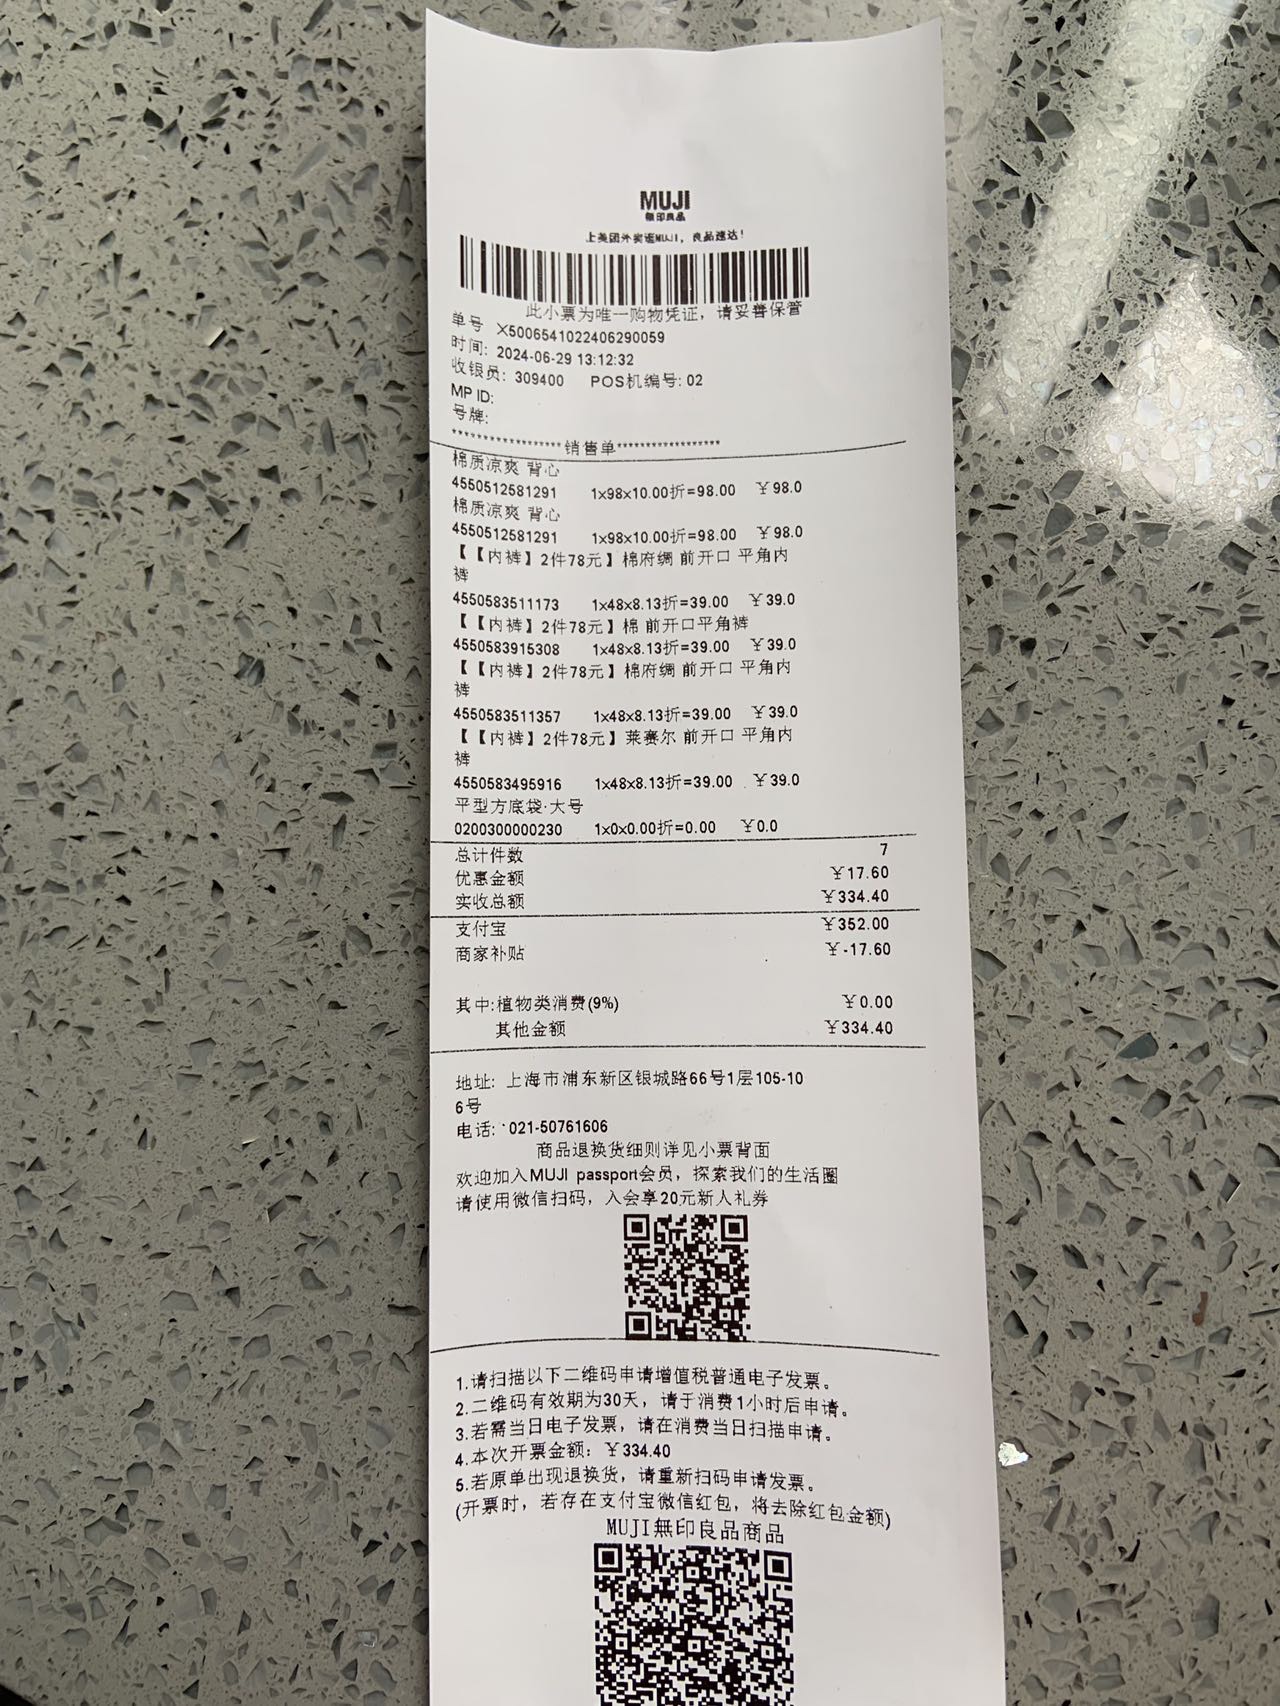 MUJI
無印良品
上美团外卖逛MUJI，良品速达！
此小票为唯一购物凭证，请妥善保管
单号 X5006541022406290059
时间: 2024-06-29 13:12:32
收银员: 309400 POS机编号: 02
MP ID:
号牌:
*****************销售单*****************
棉质凉爽 背心
4550512581291 1x98x10.00折=98.00 ￥98.0
棉质凉爽 背心
4550512581291 1x98x10.00折=98.00 ￥98.0
【【内裤】2件78元】棉府绸 前开口 平角内
裤
4550583511173 1x48x8.13折=39.00 ￥39.0
【【内裤】2件78元】棉 前开口平角裤
4550583915308 1x48x8.13折=39.00 ￥39.0
【【内裤】2件78元】棉府绸 前开口 平角内
裤
4550583511357 1x48x8.13折=39.00 ￥39.0
【【内裤】2件78元】莱赛尔 前开口 平角内
裤
4550583495916 1x48x8.13折=39.00 ￥39.0
平型方底袋·大号
0200300000230 1x0x0.00折=0.00 ￥0.0
总计件数 7
优惠金额 ￥17.60
实收总额 ￥334.40
支付宝 ￥352.00
商家补贴 ￥-17.60
其中:植物类消费(9%) ￥0.00
其他金额 ￥334.40
地址: 上海市浦东新区银城路66号1层105-10
6号
电话: 021-50761606
商品退换货细则详见小票背面
欢迎加入MUJI passport会员，探索我们的生活圈
请使用微信扫码，入会享20元新人礼券
1.请扫描以下二维码申请增值税普通电子发票。
2.二维码有效期为30天，请于消费1小时后申请。
3.若需当日电子发票，请在消费当日扫描申请。
4.本次开票金额：￥334.40
5.若原单出现退换货，请重新扫码申请发票。
(开票时，若存在支付宝微信红包，将去除红包金额)
MUJI無印良品商品